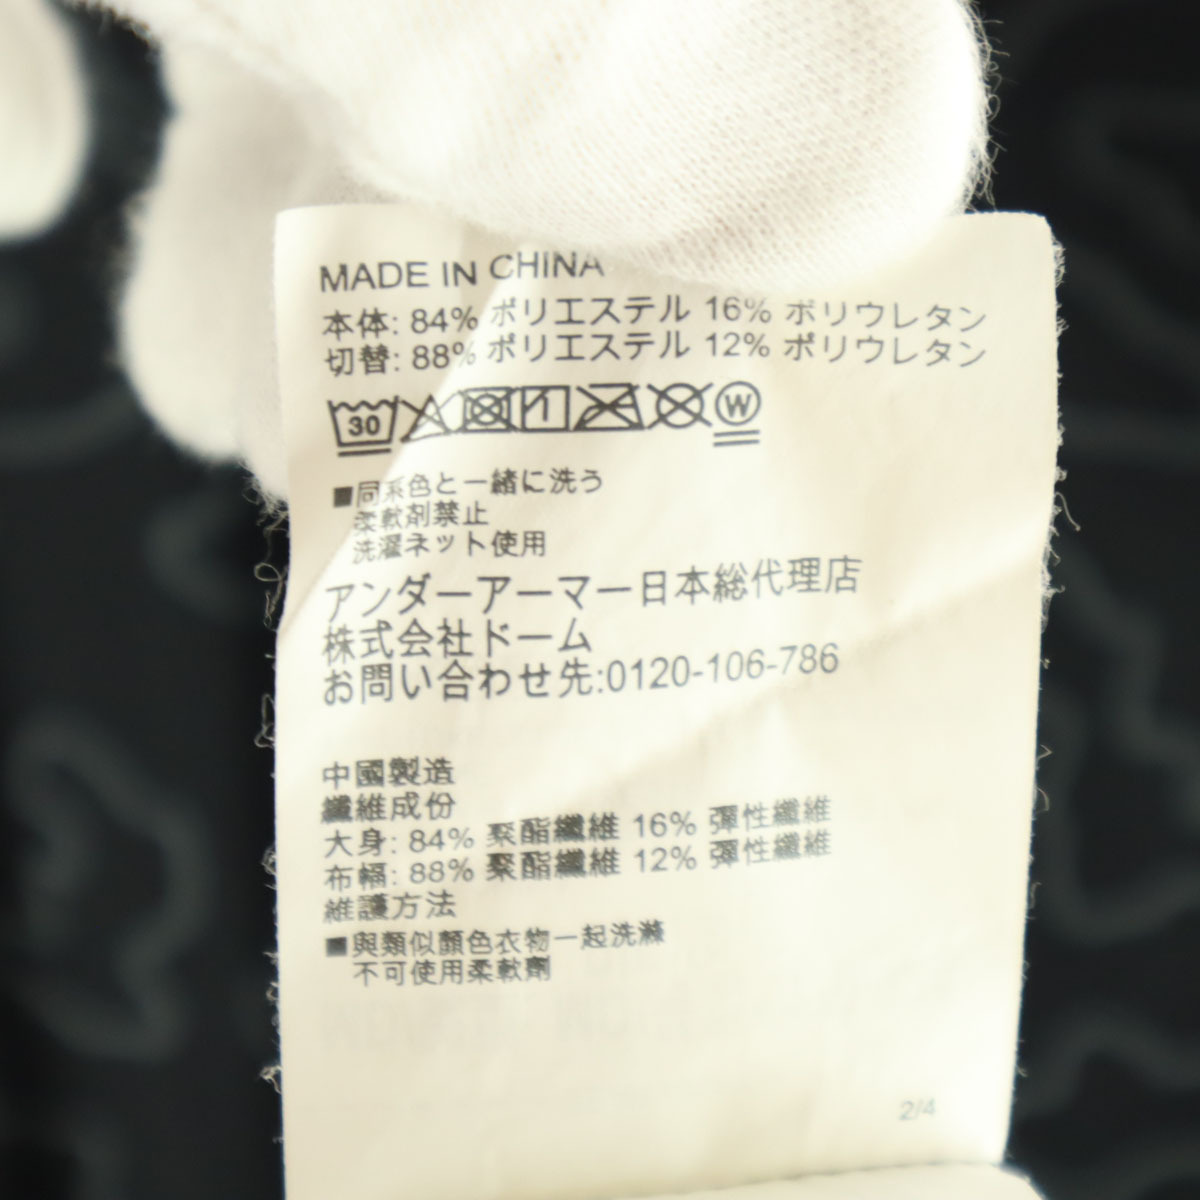 MADE IN CHINA
本体: 84% ポリエステル 16% ポリウレタン
切替: 88% ポリエステル 12% ポリウレタン
30 W
■同系色と一緒に洗う
柔軟剤禁止
洗濯ネット使用
アンダーアーマー日本総代理店
株式会社ドーム
お問い合わせ先:0120-106-786
中國製造
纖維成份
大身: 84% 聚酯纖維 16% 彈性纖維
布幅: 88% 聚酯纖維 12% 彈性纖維
維護方法
■與類似顏色衣物一起洗滌
不可使用柔軟劑
2/4